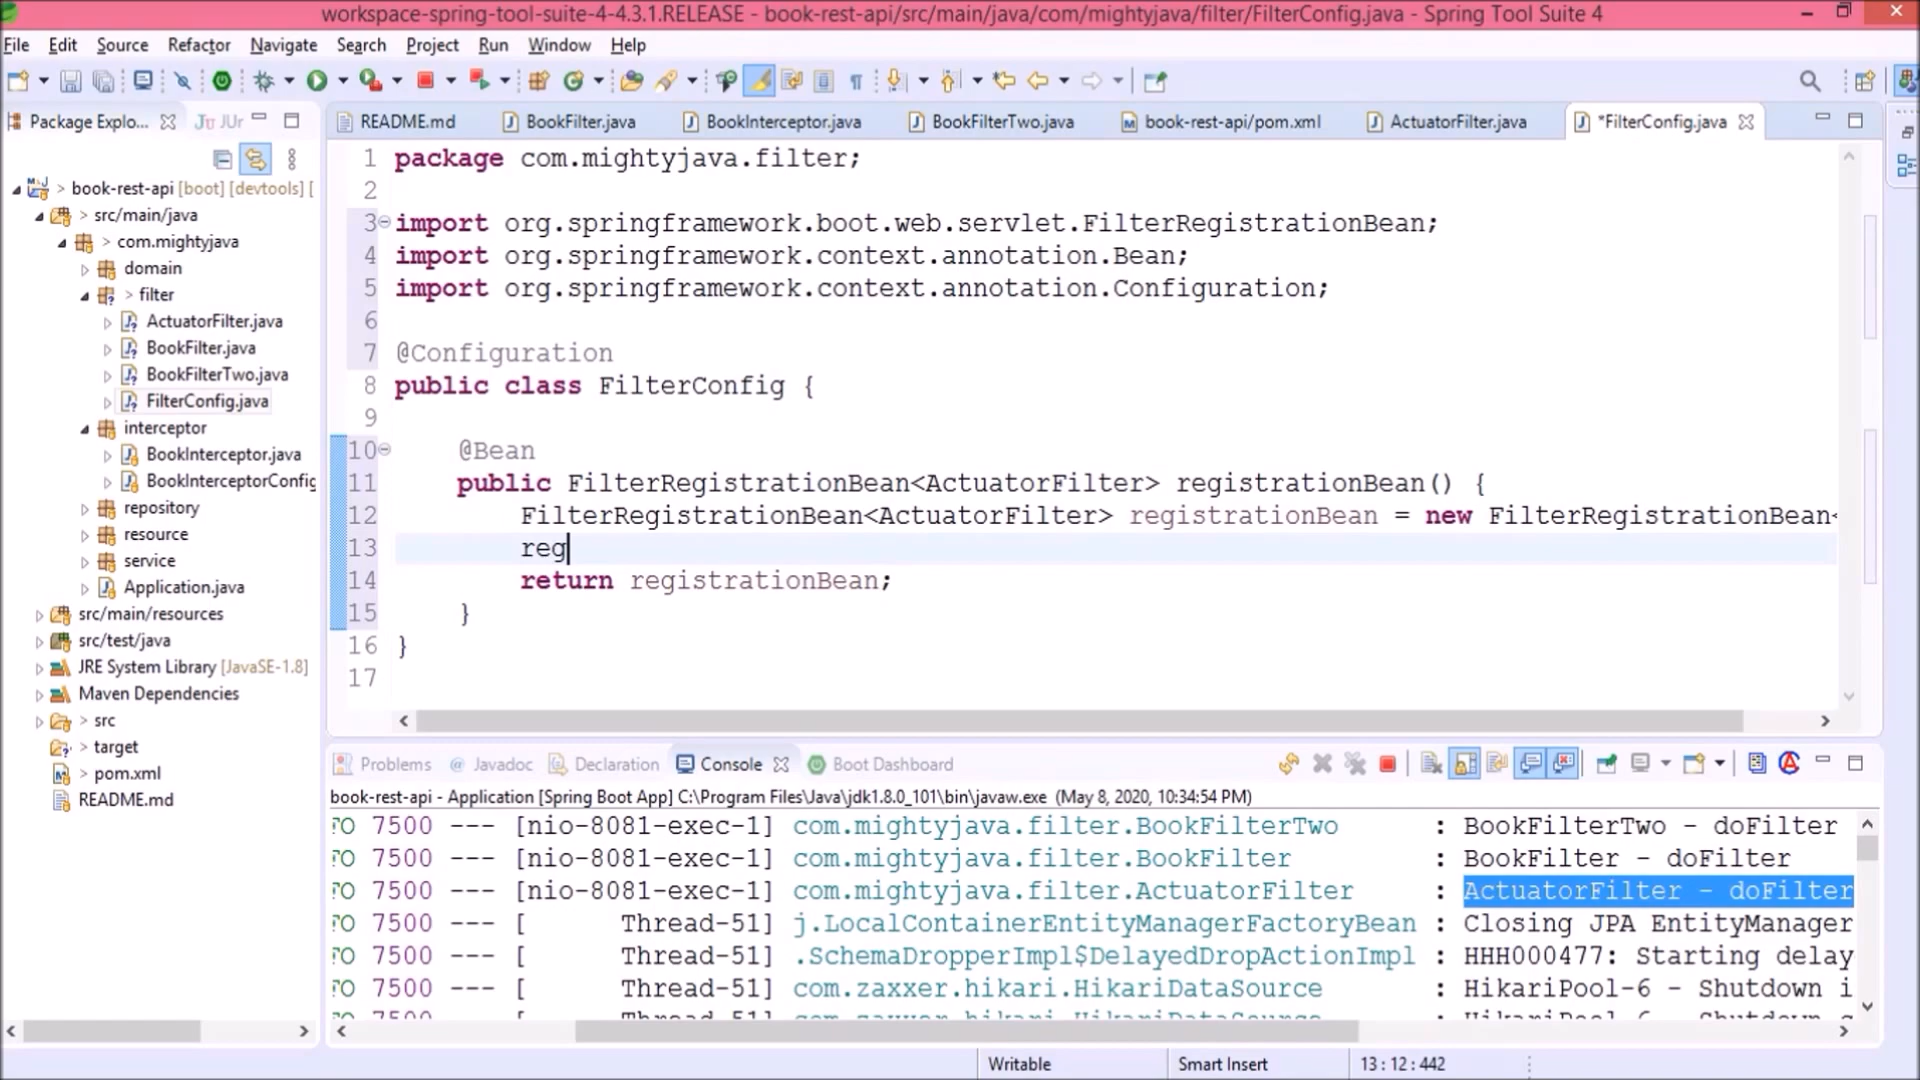 workspace-spring-tool-suite-4-4.3.1.RELEASE - book-rest-api/src/main/java/com/mightyjava/filter/FilterConfig.java - Spring Tool Suite 4
File Edit Source Refactor Navigate Search Project Run Window Help
Package Explo... JUr
README.md BookFilter.java BookInterceptor.java BookFilterTwo.java book-rest-api/pom.xml ActuatorFilter.java *FilterConfig.java
> book-rest-api [boot] [devtools] [
> src/main/java
> com.mightyjava
domain
> filter
ActuatorFilter.java
BookFilter.java
BookFilterTwo.java
FilterConfig.java
interceptor
BookInterceptor.java
BookInterceptorConfig
repository
resource
service
Application.java
src/main/resources
src/test/java
JRE System Library [JavaSE-1.8]
Maven Dependencies
> src
> target
> pom.xml
README.md
1 package com.mightyjava.filter;
2
3 import org.springframework.boot.web.servlet.FilterRegistrationBean;
4 import org.springframework.context.annotation.Bean;
5 import org.springframework.context.annotation.Configuration;
6
7 @Configuration
8 public class FilterConfig {
9
10 @Bean
11 public FilterRegistrationBean<ActuatorFilter> registrationBean() {
12 FilterRegistrationBean<ActuatorFilter> registrationBean = new FilterRegistrationBean<
13 reg
14 return registrationBean;
15 }
16 }
17
Problems @ Javadoc Declaration Console Boot Dashboard
book-rest-api - Application [Spring Boot App] C:\Program Files\Java\jdk1.8.0_101\bin\javaw.exe (May 8, 2020, 10:34:54 PM)
FO 7500 --- [nio-8081-exec-1] com.mightyjava.filter.BookFilterTwo : BookFilterTwo - doFilter
FO 7500 --- [nio-8081-exec-1] com.mightyjava.filter.BookFilter : BookFilter - doFilter
FO 7500 --- [nio-8081-exec-1] com.mightyjava.filter.ActuatorFilter : ActuatorFilter - doFilter
FO 7500 --- [ Thread-51] j.LocalContainerEntityManagerFactoryBean : Closing JPA EntityManager
FO 7500 --- [ Thread-51] .SchemaDropperImpl$DelayedDropActionImpl : HHH000477: Starting delay
FO 7500 --- [ Thread-51] com.zaxxer.hikari.HikariDataSource : HikariPool-6 - Shutdown i
Writable Smart Insert 13 : 12 : 442